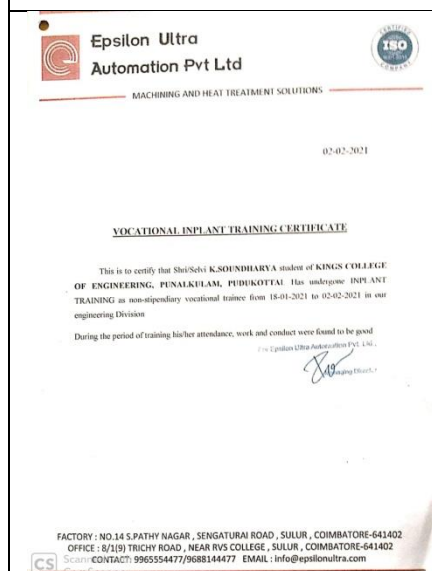 Epsilon Ultra
Automation Pvt Ltd
CERTIFIED
ISO
COMPANY
MACHINING AND HEAT TREATMENT SOLUTIONS
02-02-2021
VOCATIONAL INPLANT TRAINING CERTIFICATE
This is to certify that Shri/Selvi K.SOUNDHARYA student of KINGS COLLEGE
OF ENGINEERING, PUNALKULAM, PUDUKOTTAI. Has undergone INPLANT
TRAINING as non-stipendiary vocational trainee from 18-01-2021 to 02-02-2021 in our
engineering Division
During the period of training his/her attendance, work and conduct were found to be good
For Epsilon Ultra Automation Pvt. Ltd.,
FACTORY : NO.14 S.PATHY NAGAR , SENGATURAI ROAD , SULUR , COIMBATORE-641402
OFFICE : 8/1(9) TRICHY ROAD , NEAR RVS COLLEGE , SULUR , COIMBATORE-641402
CS
CONTACT: 9965554477/9688144477 EMAIL : info@epsilonultra.com